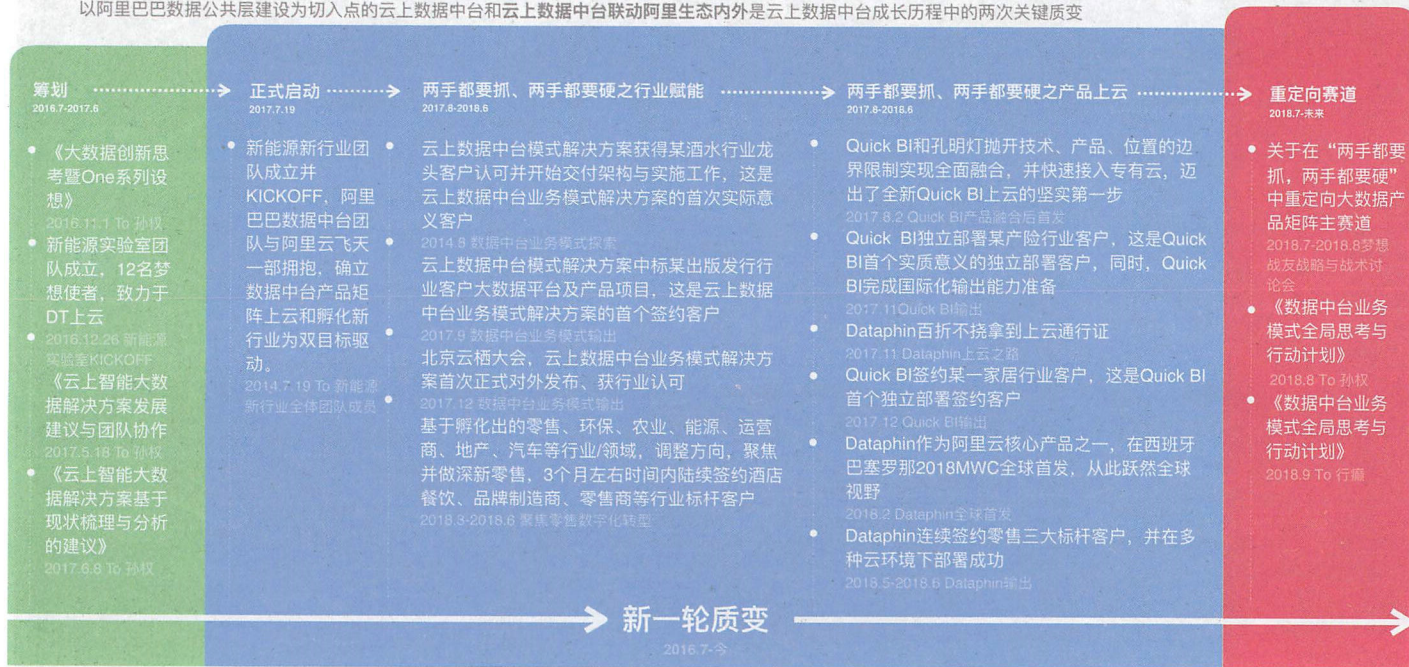 以阿里巴巴数据公共层建设为切入点的云上数据中台和云上数据中台联动阿里生态内外是云上数据中台成长历程中的两次关键质变
筹划
2016.7-2017.6
《大数据创新思
考暨One系列设
想》
2016.11.1 To 孙权
新能源实验室团
队成立，12名梦
想使者，致力于
DT上云
2016.12.26 新能源
实验室KICKOFF
《云上智能大数
据解决方案发展
建议与团队协作
2017.5.18 To 孙权
《云上智能大数
据解决方案基于
现状梳理与分析
的建议》
2017.6.8 To 孙权
正式启动
2017.7.19
新能源新行业团
队成立并
KICKOFF，阿里
巴巴数据中台团
队与阿里云飞天
一部拥抱，确立
数据中台产品矩
阵上云和孵化新
行业为双目标驱
动。
2014.7.19 To 新能源
新行业全体团队成员
两手都要抓、两手都要硬之行业赋能
2017.8-2018.6
云上数据中台模式解决方案获得某酒水行业龙
头客户认可并开始交付架构与实施工作，这是
云上数据中台业务模式解决方案的首次实际意
义客户
2014.8 数据中台业务模式探索
云上数据中台模式解决方案中标某出版发行行
业客户大数据平台及产品项目，这是云上数据
中台业务模式解决方案的首个签约客户
2017.9 数据中台业务模式输出
北京云栖大会，云上数据中台业务模式解决方
案首次正式对外发布、获行业认可
2017.12 数据中台业务模式输出
基于孵化出的零售、环保、农业、能源、运营
商、地产、汽车等行业/领域，调整方向，聚焦
并做深新零售，3个月左右时间内陆续签约酒店
餐饮、品牌制造商、零售商等行业标杆客户
2018.3-2018.6 聚焦零售数字化转型
两手都要抓、两手都要硬之产品上云
2017.8-2018.6
Quick BI和孔明灯抛开技术、产品、位置的边
界限制实现全面融合，并快速接入专有云，迈
出了全新Quick BI上云的坚实第一步
2017.8.2 Quick BI产品融合后首发
Quick BI独立部署某产险行业客户，这是Quick
BI首个实质意义的独立部署客户，同时，Quick
BI完成国际化输出能力准备
2017.11Quick BI输出
Dataphin百折不挠拿到上云通行证
2017.11 Dataphin上云之路
Quick BI签约某一家居行业客户，这是Quick BI
首个独立部署签约客户
2017.12 Quick BI输出
Dataphin作为阿里云核心产品之一，在西班牙
巴塞罗那2018MWC全球首发，从此跃然全球
视野
2018.2 Dataphin全球首发
Dataphin连续签约零售三大标杆客户，并在多
种云环境下部署成功
2018.5-2018.6 Dataphin输出
重定向赛道
2018.7-未来
关于在“两手都要
抓，两手都要硬”
中重定向大数据产
品矩阵主赛道
2018.7-2018.8梦想
战友战略与战术讨
论会
《数据中台业务
模式全局思考与
行动计划》
2018.8 To 孙权
《数据中台业务
模式全局思考与
行动计划》
2018.9 To 行癫
新一轮质变
2016.7-今